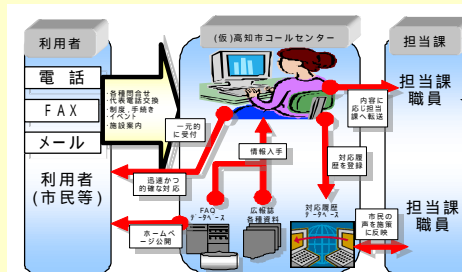 利用者
電話
FAX
メール
利用者
(市民等)
・各種問合せ
・代表電話交換
・制度,手続き
・イベント
・施設案内
(仮)高知市コールセンター
一元的
に受付
迅速かつ
的確な対応
ホームペ
ージ公開
情報入手
FAQ
データベース
広報誌
各種資料
対応履
歴を登録
対応履歴
データベース
内容に
応じ担当
課へ転送
市民の
声を施策
に反映
担当課
担当課
職員
担当課
職員